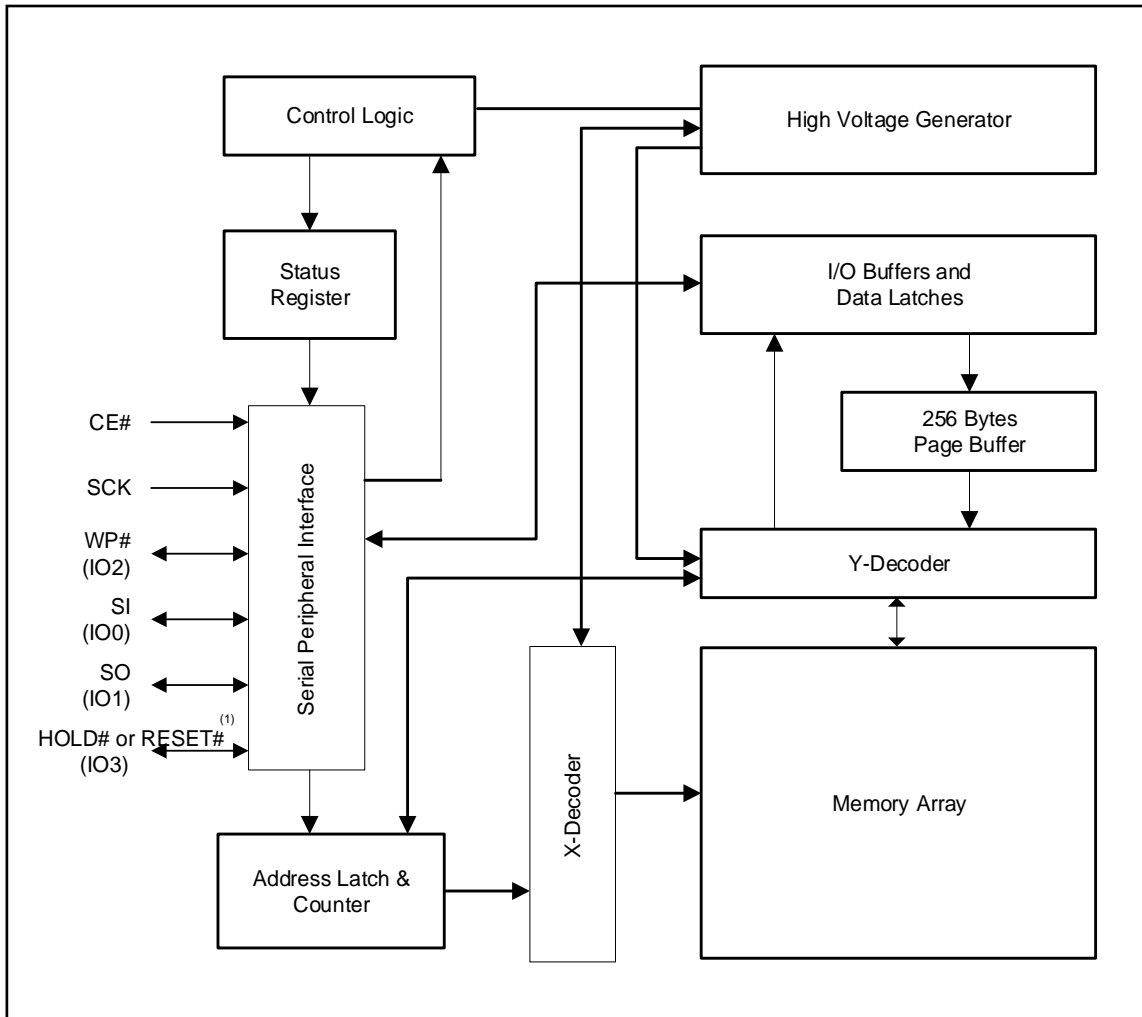 Control Logic
High Voltage Generator
Status
Register
I/O Buffers and
Data Latches
256 Bytes
Page Buffer
CE#
SCK
WP#
(IO2)
SI
(IO0)
SO
(IO1)
HOLD# or RESET# (1)
(IO3)
Serial Peripheral Interface
Y-Decoder
X-Decoder
Memory Array
Address Latch &
Counter